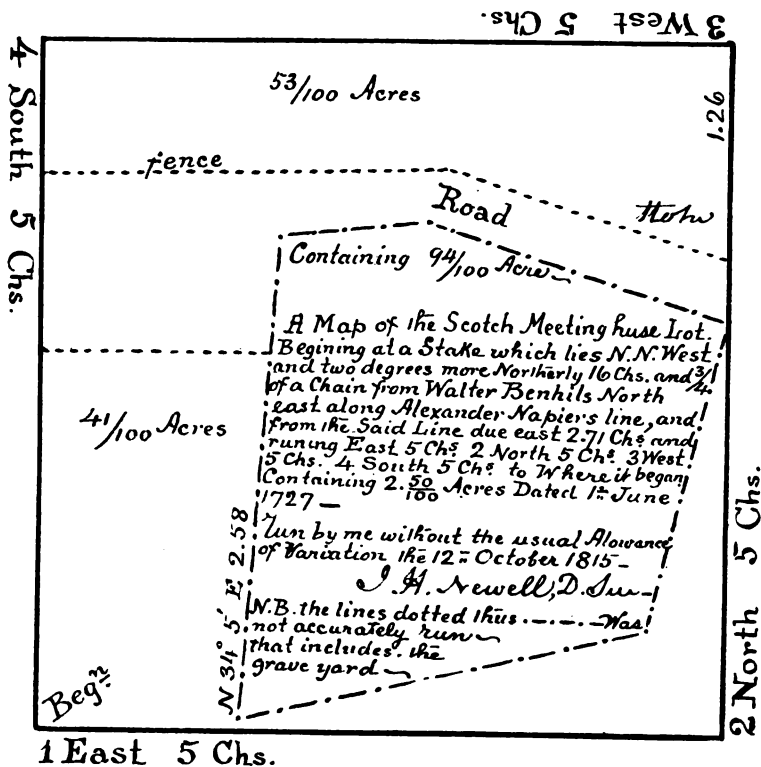 3 West 5 Chs.
4 South 5 Chs.
53/100 Acres
1.26
fence
Road
Containing 94/100 Acre
A Map of the Scotch Meeting huse Lot.
Begining at a Stake which lies N.N. West
and two degrees more Northerly 16 Chs. and 3/4
of a Chain from Walter Benhils North
east along Alexander Napiers line, and
from the Said Line due east 2.71 Chs and
runing East 5 Chs 2 North 5 Chs 3 West
5 Chs. 4 South 5 Chs to Where it began
Containing 2.50/100 Acres Dated 1st June
1727 —
41/100 Acres
Run by me without the usual Alowance
of Variation the 12th October 1815 —
J. H. Newell, D. Sur
N.B. the lines dotted thus .—.—.— Was
not accurately run
that includes the
grave yard
N 34° 5' E 2.58
Begn
1 East 5 Chs.
2 North 5 Chs.